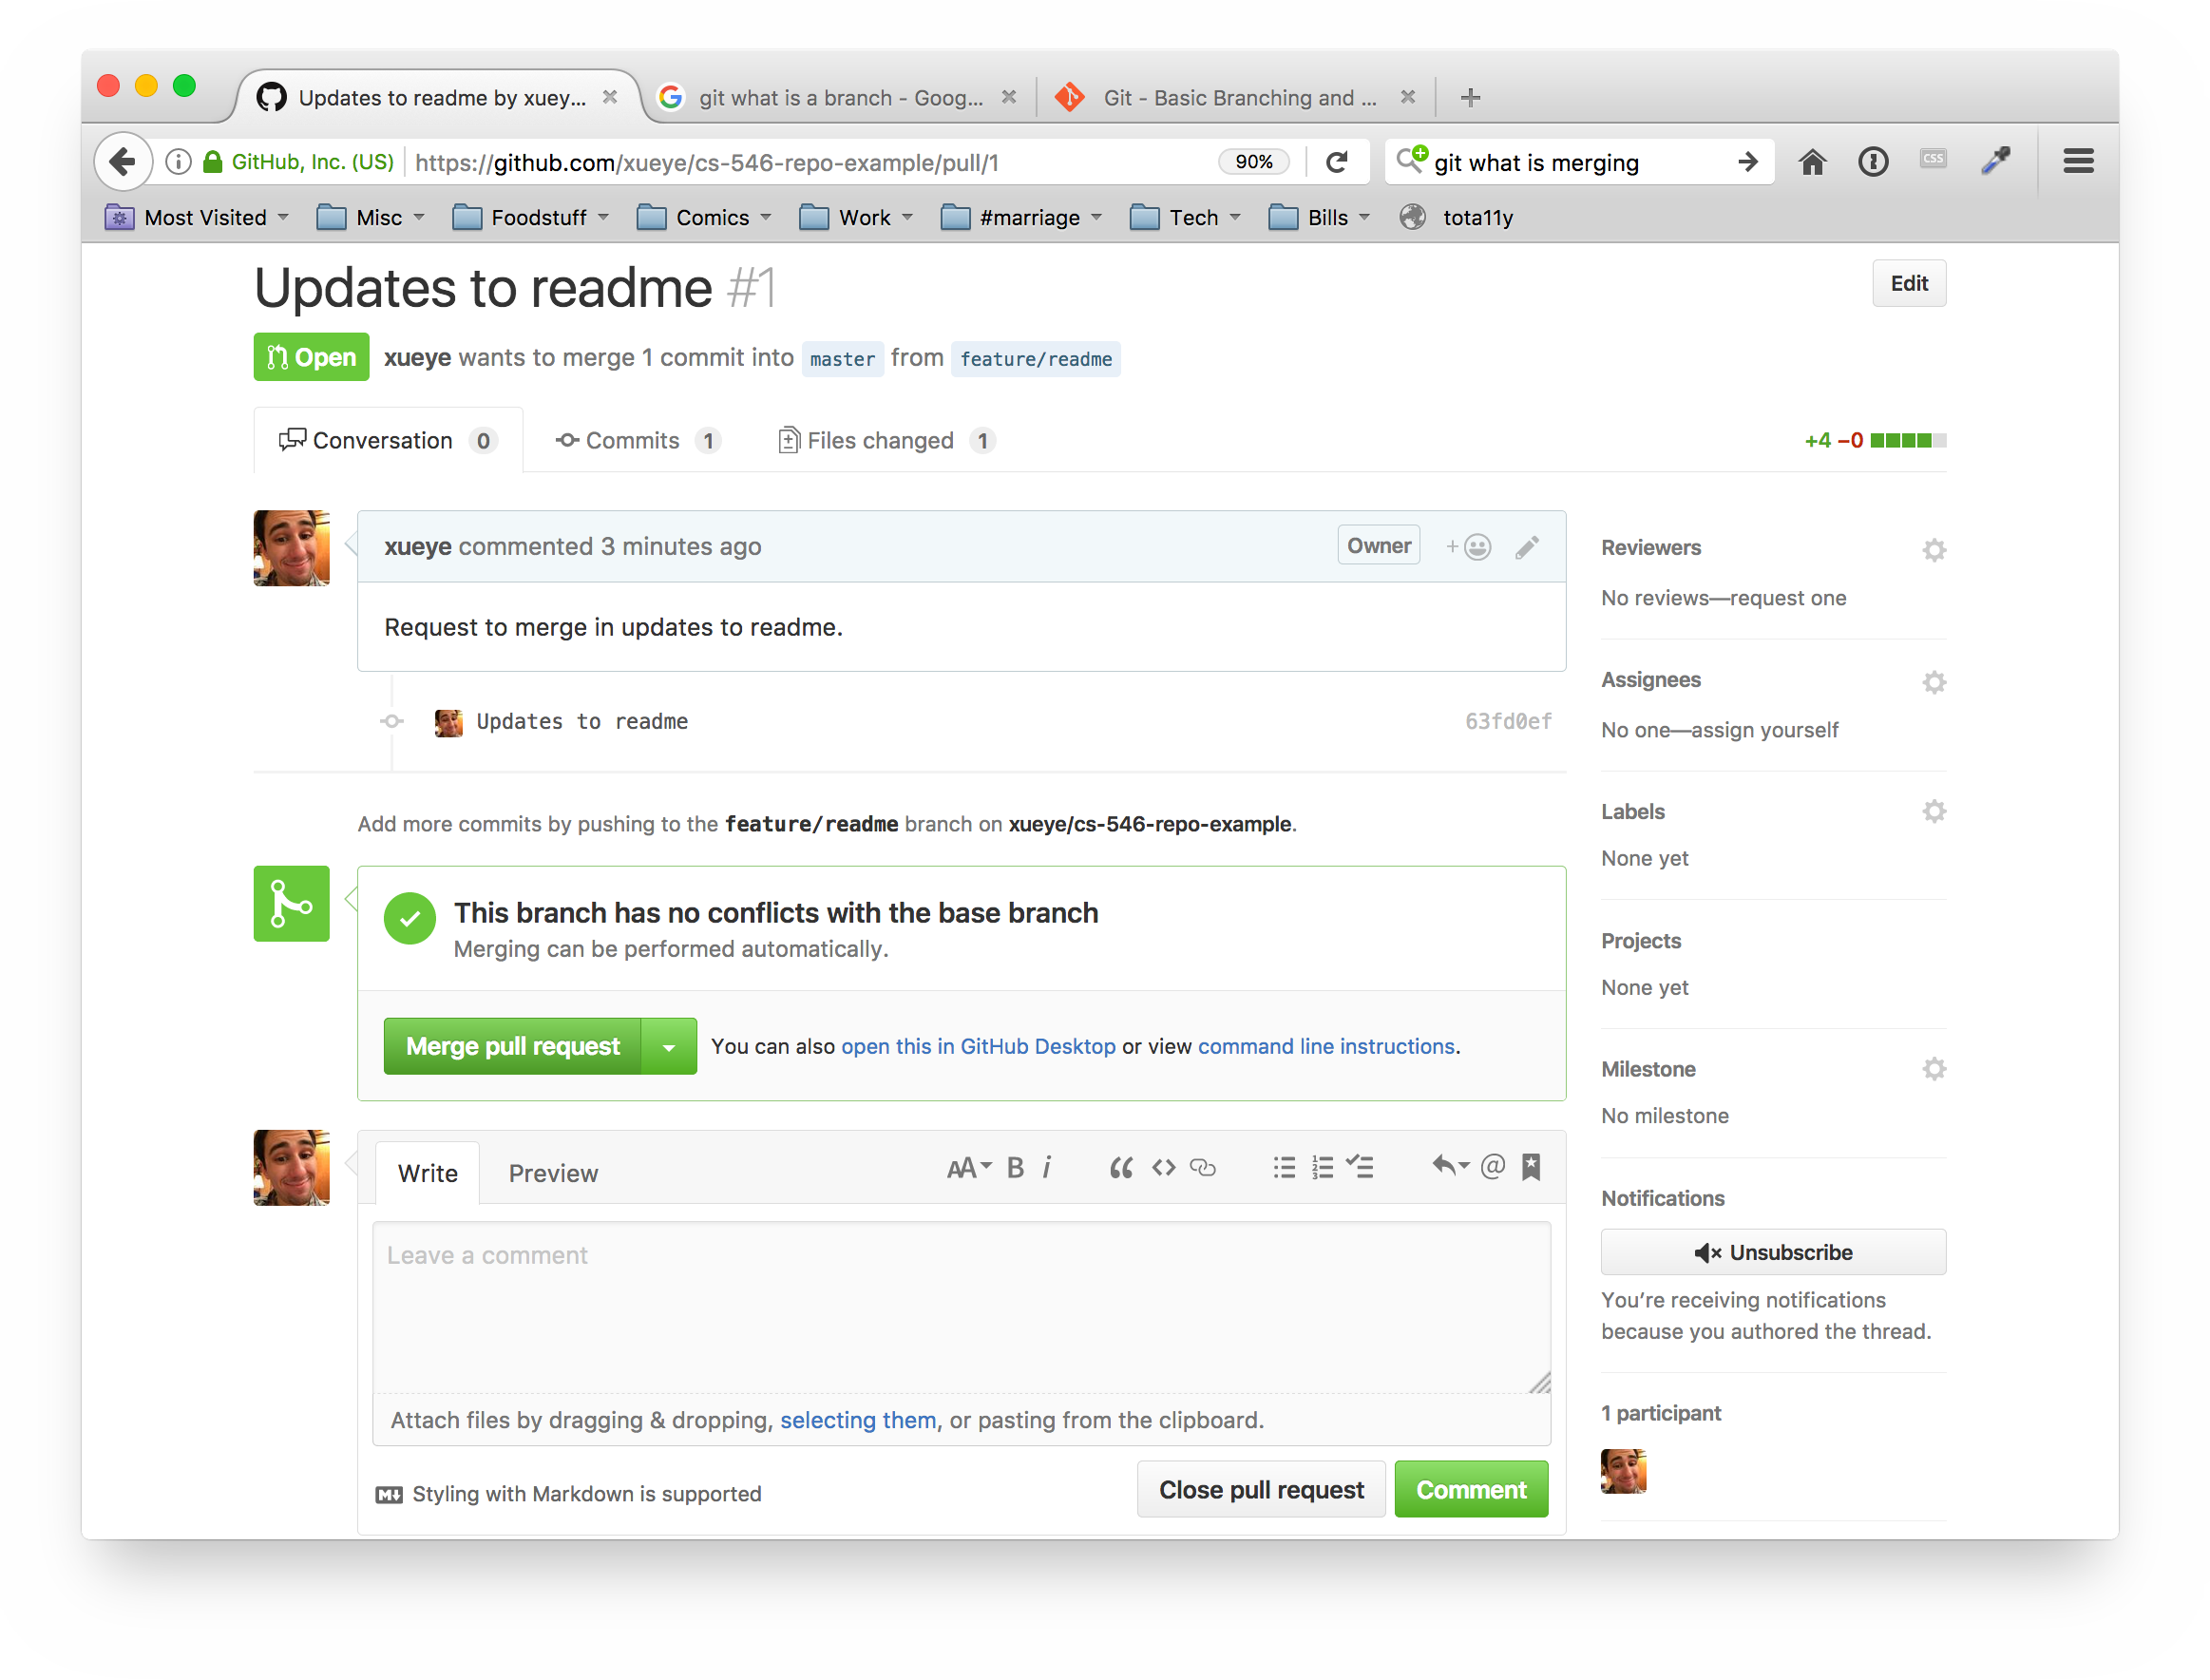 Updates to readme by xuey...
git what is a branch - Goog...
Git - Basic Branching and ...
GitHub, Inc. (US)
https://github.com/xueye/cs-546-repo-example/pull/1
90%
git what is merging
CSS
Most Visited
Misc
Foodstuff
Comics
Work
#marriage
Tech
Bills
tota11y
Updates to readme #1
Edit
Open
xueye wants to merge 1 commit into master from feature/readme
Conversation 0
Commits 1
Files changed 1
+4 −0
xueye commented 3 minutes ago
Owner
Request to merge in updates to readme.
Updates to readme
63fd0ef
Add more commits by pushing to the feature/readme branch on xueye/cs-546-repo-example.
This branch has no conflicts with the base branch
Merging can be performed automatically.
Merge pull request
You can also open this in GitHub Desktop or view command line instructions.
Write
Preview
AA B i
Leave a comment
Attach files by dragging & dropping, selecting them, or pasting from the clipboard.
Styling with Markdown is supported
Close pull request
Comment
Reviewers
No reviews—request one
Assignees
No one—assign yourself
Labels
None yet
Projects
None yet
Milestone
No milestone
Notifications
Unsubscribe
You’re receiving notifications
because you authored the thread.
1 participant